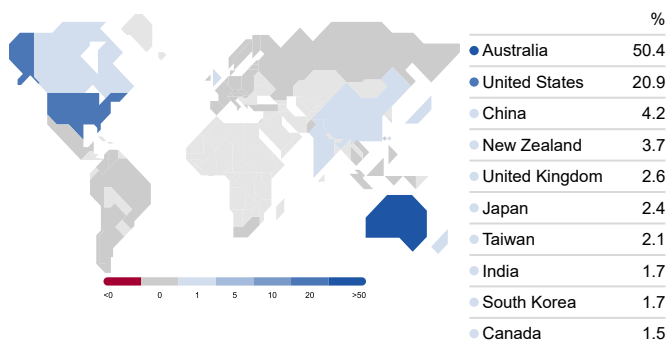 %
Australia 50.4
United States 20.9
China 4.2
New Zealand 3.7
United Kingdom 2.6
Japan 2.4
Taiwan 2.1
India 1.7
South Korea 1.7
Canada 1.5
<0 0 1 5 10 20 >50